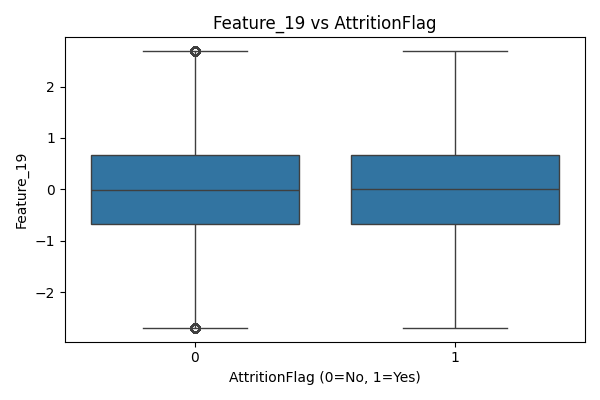 Feature_19 vs AttritionFlag
Feature_19
2
1
0
−1
−2
0 1
AttritionFlag (0=No, 1=Yes)